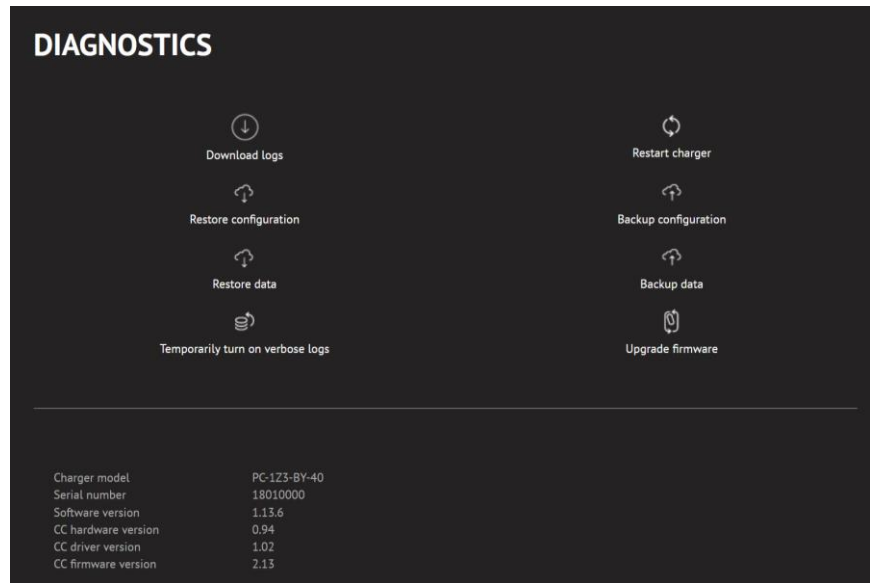 DIAGNOSTICS
Download logs
Restart charger
Restore configuration
Backup configuration
Restore data
Backup data
Temporarily turn on verbose logs
Upgrade firmware
Charger model PC-1Z3-BY-40
Serial number 18010000
Software version 1.13.6
CC hardware version 0.94
CC driver version 1.02
CC firmware version 2.13